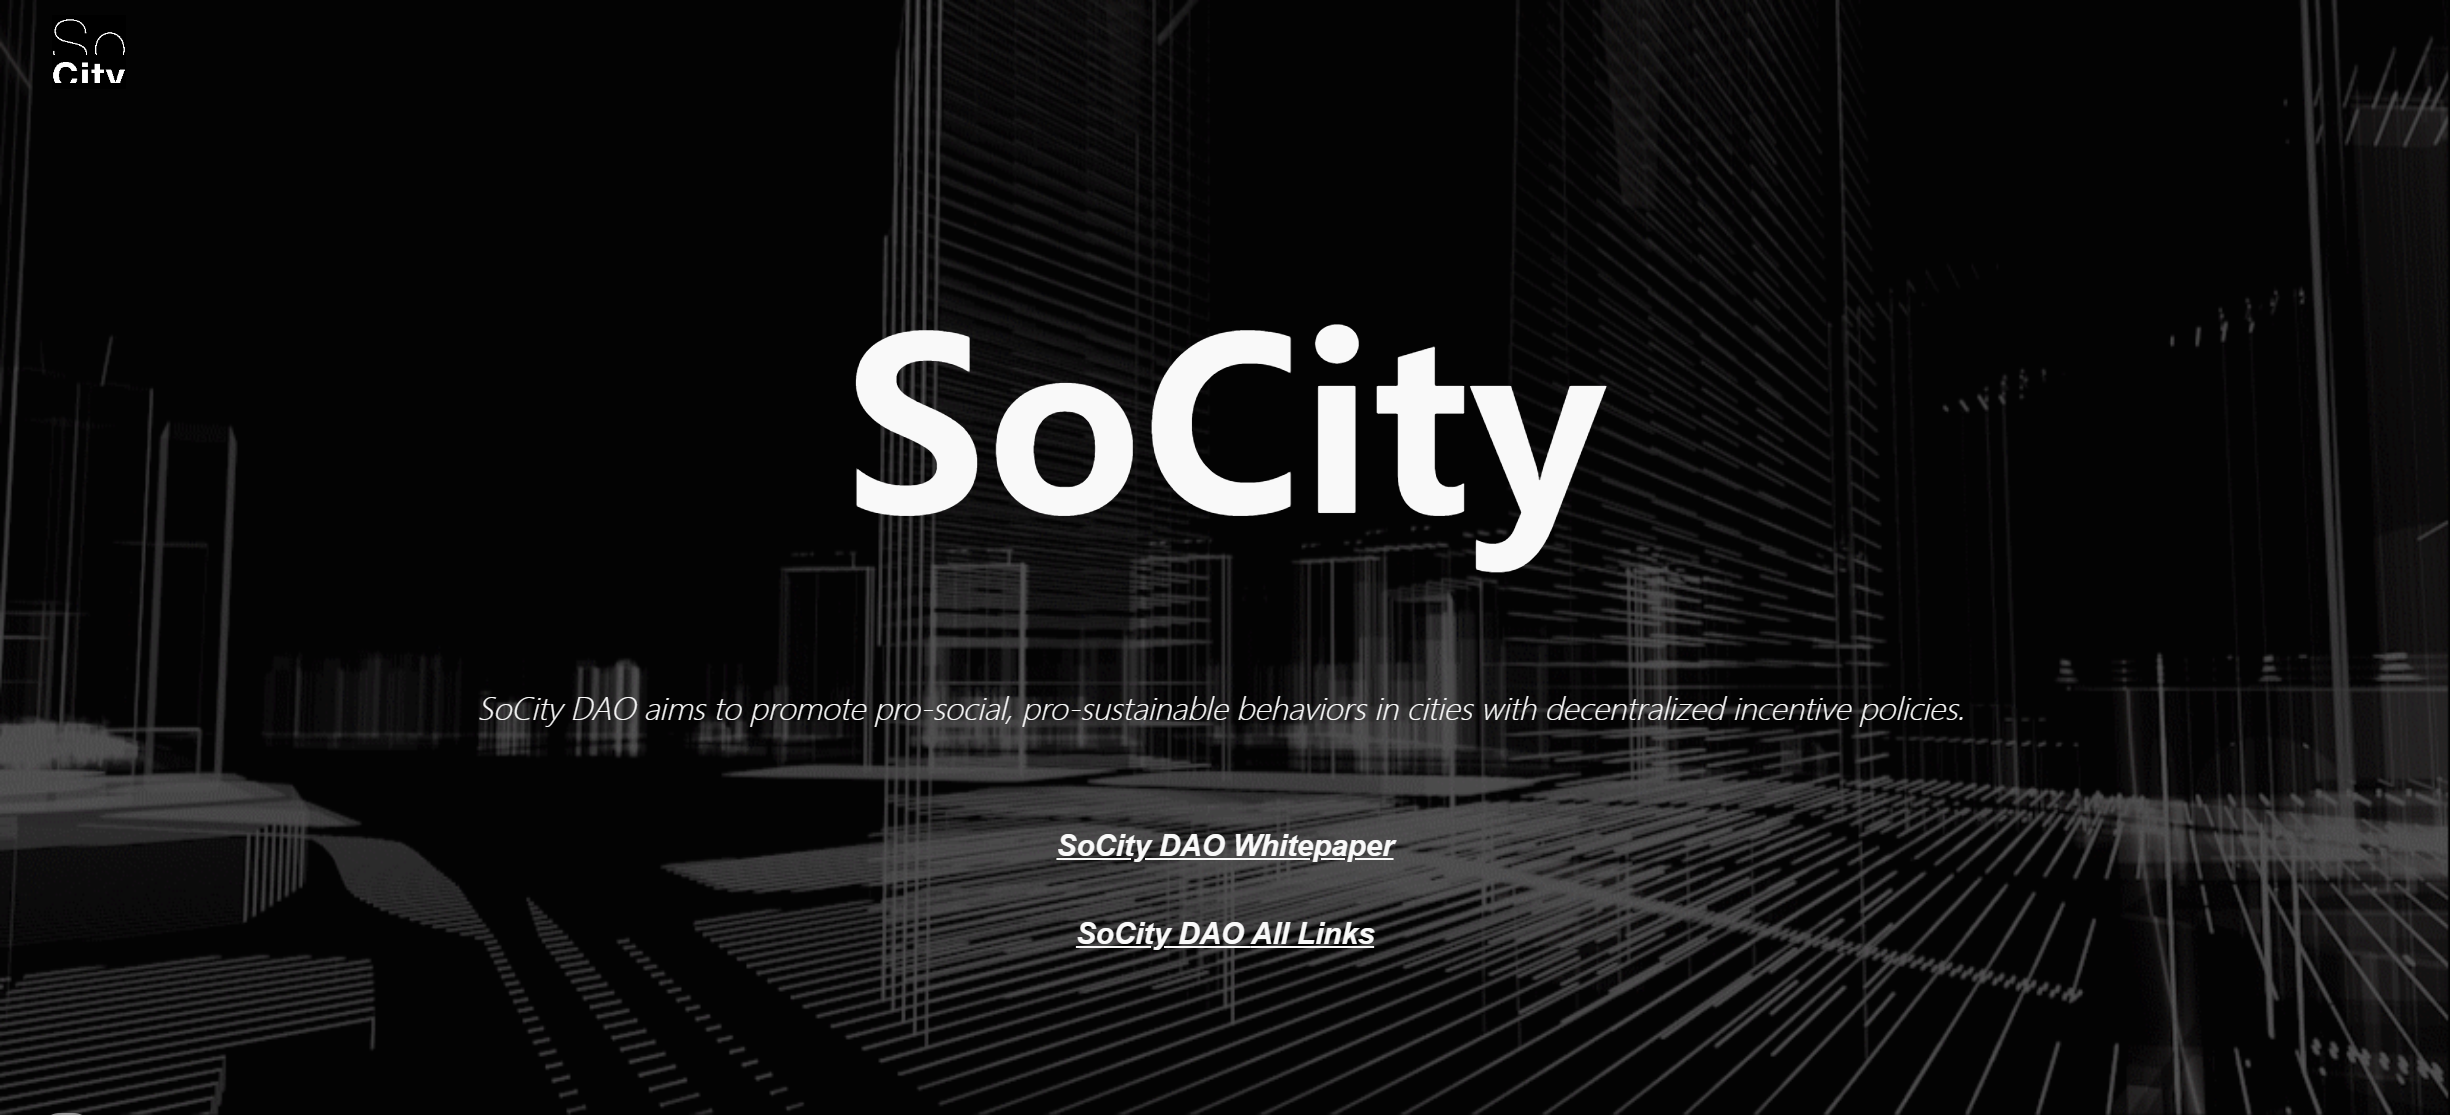 So
City
SoCity
SoCity DAO aims to promote pro-social, pro-sustainable behaviors in cities with decentralized incentive policies.
SoCity DAO Whitepaper
SoCity DAO All Links